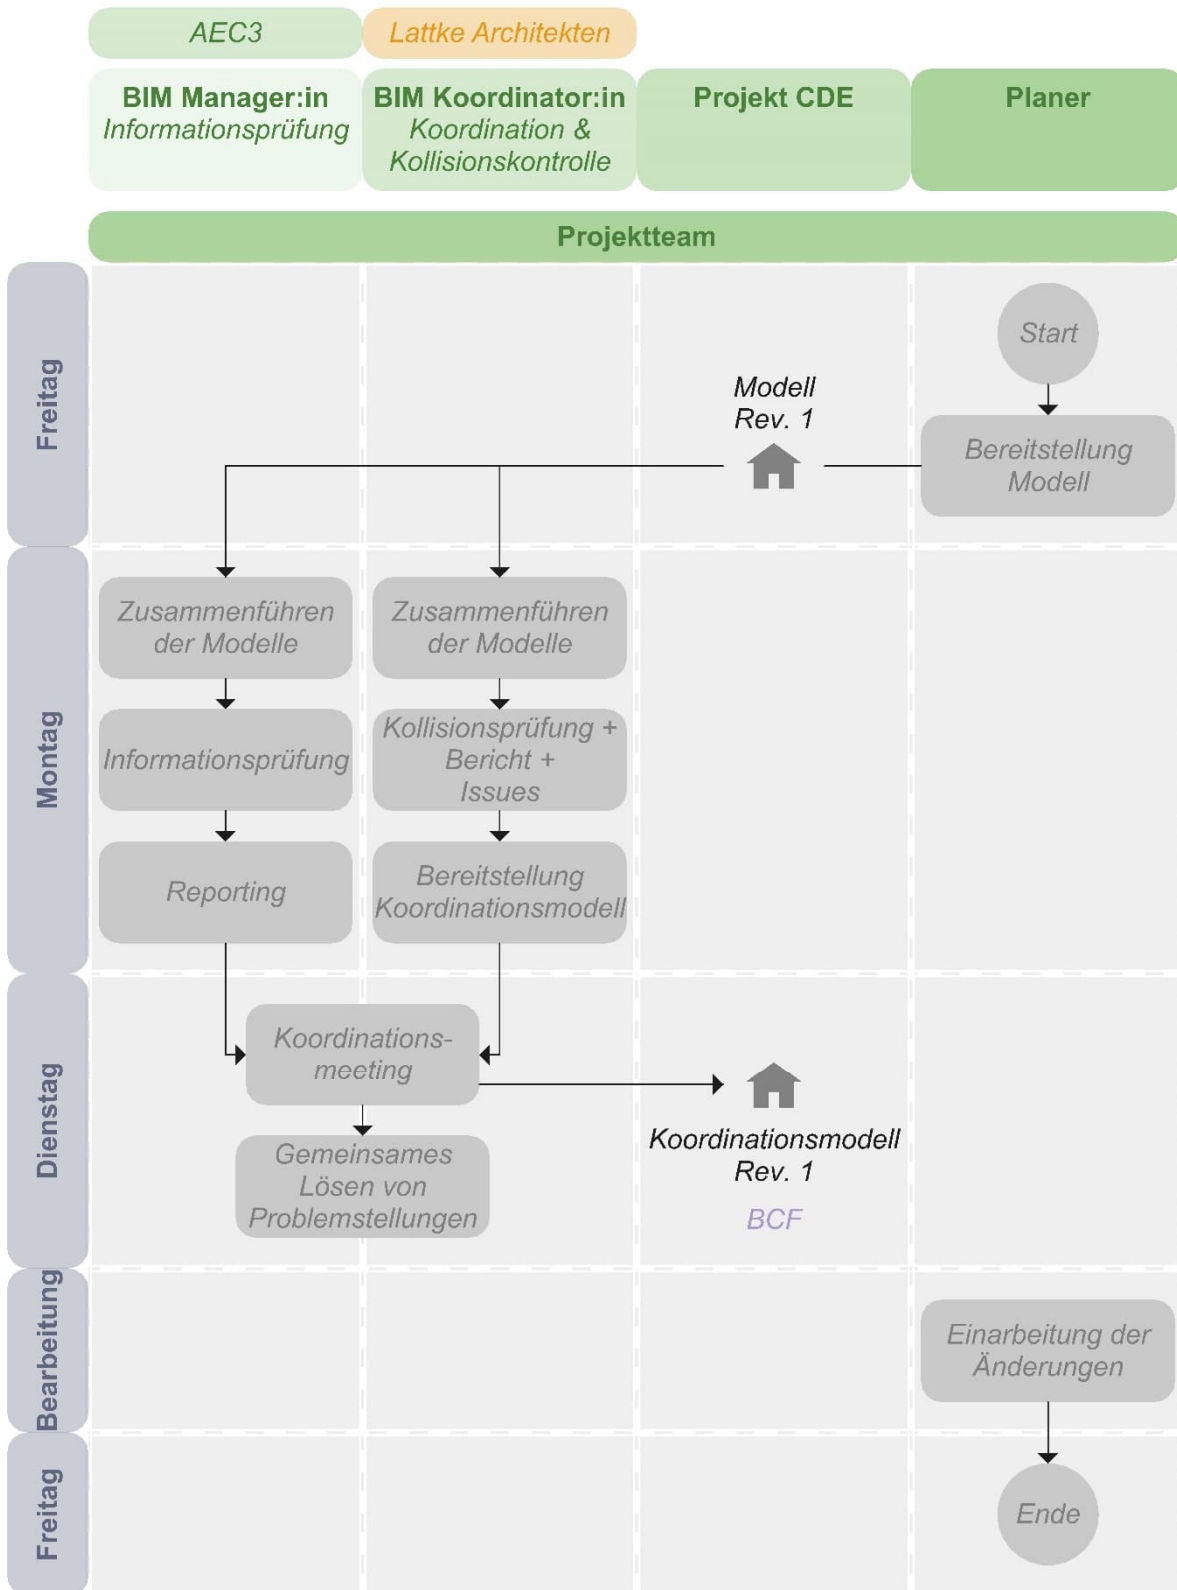 AEC3
Lattke Architekten
BIM Manager:in
Informationsprüfung
BIM Koordinator:in
Koordination &
Kollisionskontrolle
Projekt CDE
Planer
Projektteam
Freitag
Start
Modell
Rev. 1
Bereitstellung
Modell
Montag
Zusammenführen
der Modelle
Zusammenführen
der Modelle
Informationsprüfung
Kollisionsprüfung +
Bericht +
Issues
Reporting
Bereitstellung
Koordinationsmodell
Dienstag
Koordinations-
meeting
Gemeinsames
Lösen von
Problemstellungen
Koordinationsmodell
Rev. 1
BCF
Bearbeitung
Einarbeitung der
Änderungen
Freitag
Ende